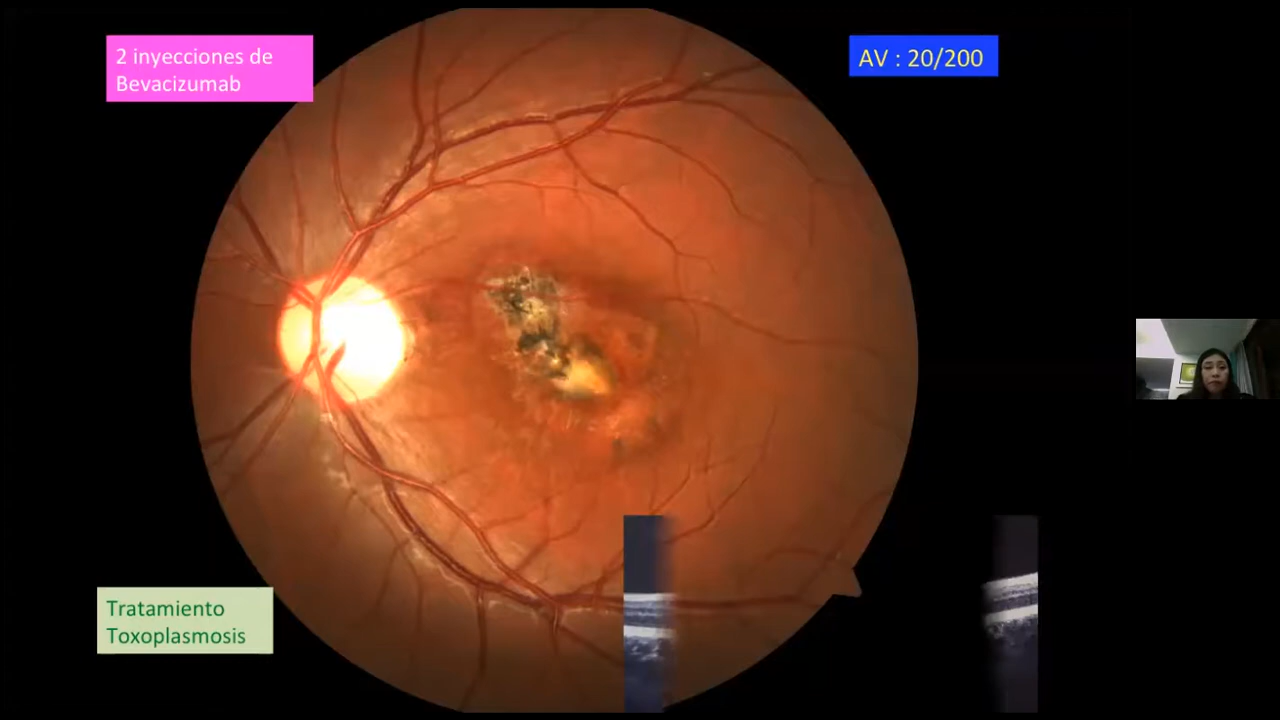 2 inyecciones de
Bevacizumab
AV : 20/200
Tratamiento
Toxoplasmosis